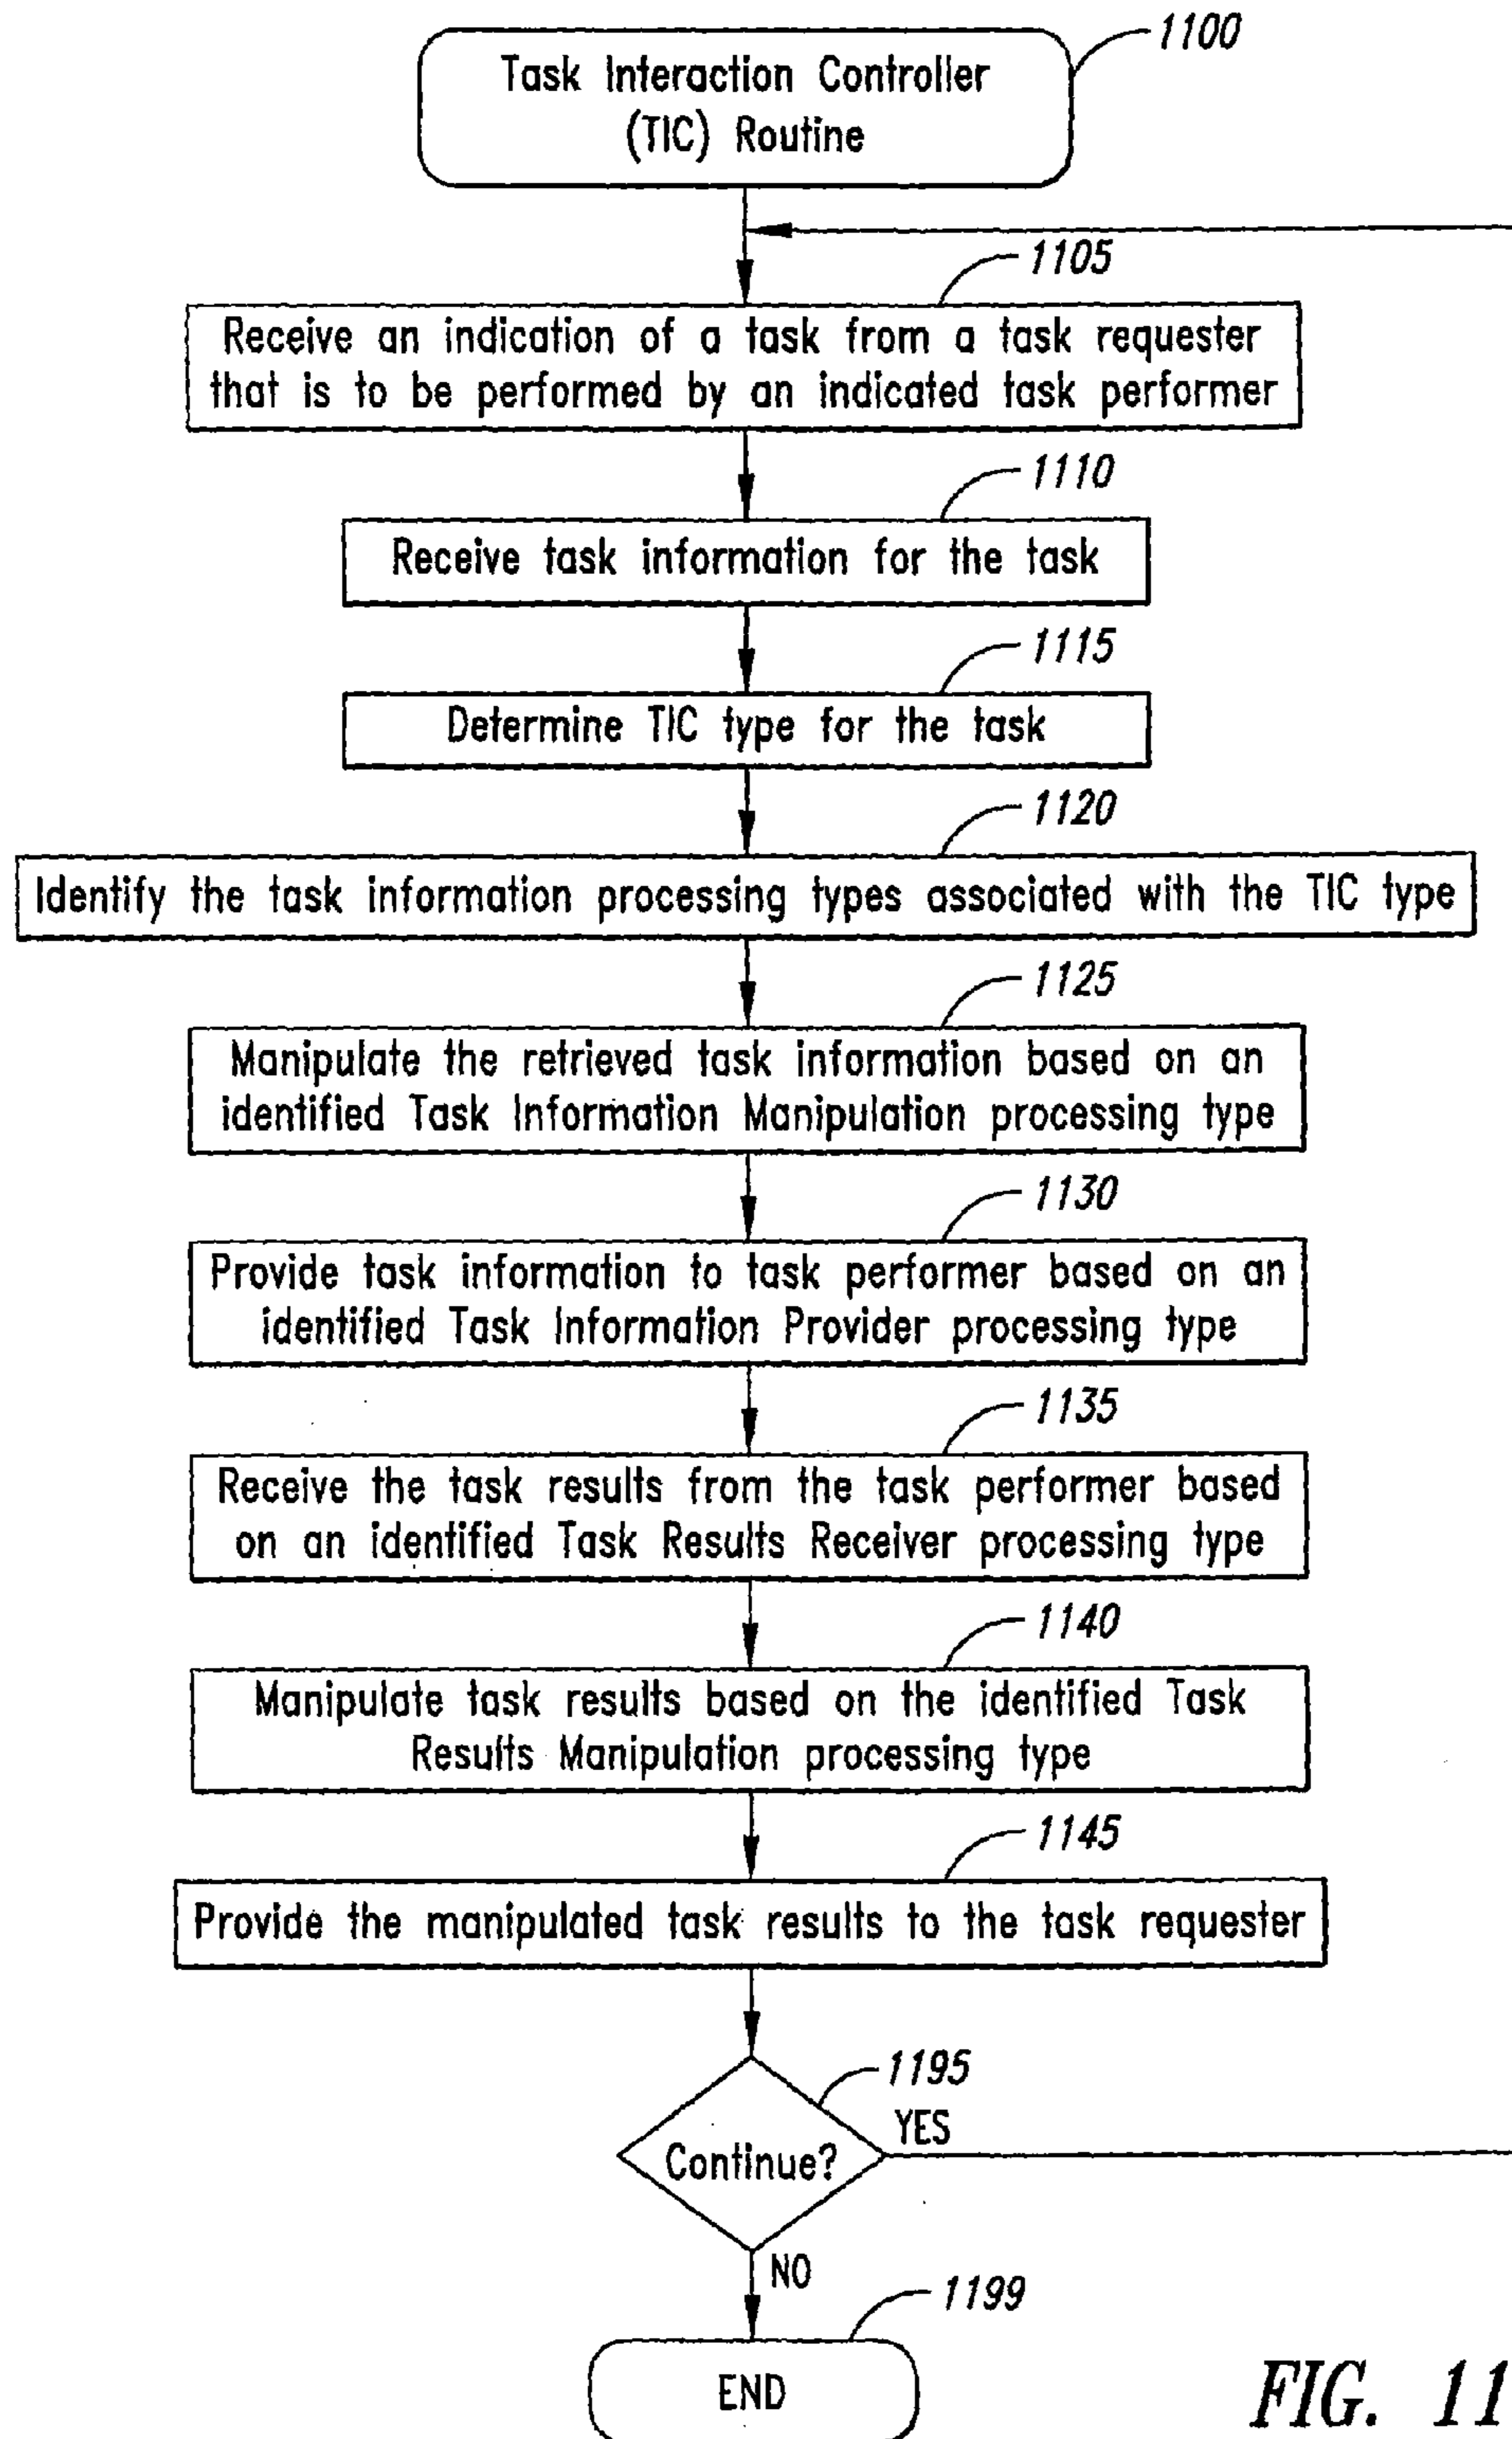 1100
Task Interaction Controller
(TIC) Routine
1105
Receive an indication of a task from a task requester
that is to be performed by an indicated task performer
1110
Receive task information for the task
1115
Determine TIC type for the task
1120
Identify the task information processing types associated with the TIC type
1125
Manipulate the retrieved task information based on an
identified Task Information Manipulation processing type
1130
Provide task information to task performer based on an
identified Task Information Provider processing type
1135
Receive the task results from the task performer based
on an identified Task Results Receiver processing type
1140
Manipulate task results based on the identified Task
Results Manipulation processing type
1145
Provide the manipulated task results to the task requester
1195
YES
Continue?
NO
1199
END
FIG. 11